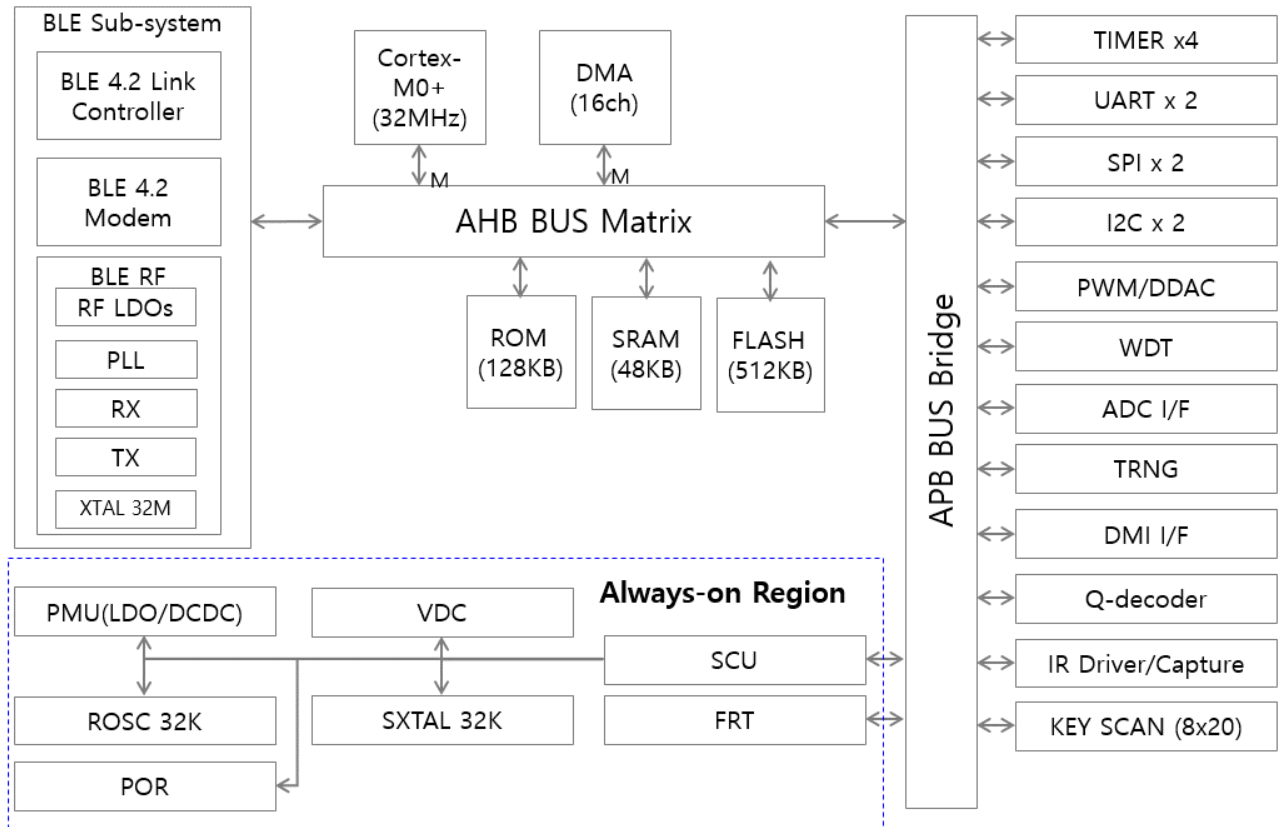 BLE Sub-system
BLE 4.2 Link
Controller
BLE 4.2
Modem
BLE RF
RF LDOs
PLL
RX
TX
XTAL 32M
Cortex-
M0+
(32MHz)
M
DMA
(16ch)
M
AHB BUS Matrix
ROM
(128KB)
SRAM
(48KB)
FLASH
(512KB)
APB BUS Bridge
TIMER x4
UART x 2
SPI x 2
I2C x 2
PWM/DDAC
WDT
ADC I/F
TRNG
DMI I/F
Q-decoder
IR Driver/Capture
KEY SCAN (8x20)
Always-on Region
PMU(LDO/DCDC)
VDC
SCU
ROSC 32K
SXTAL 32K
FRT
POR